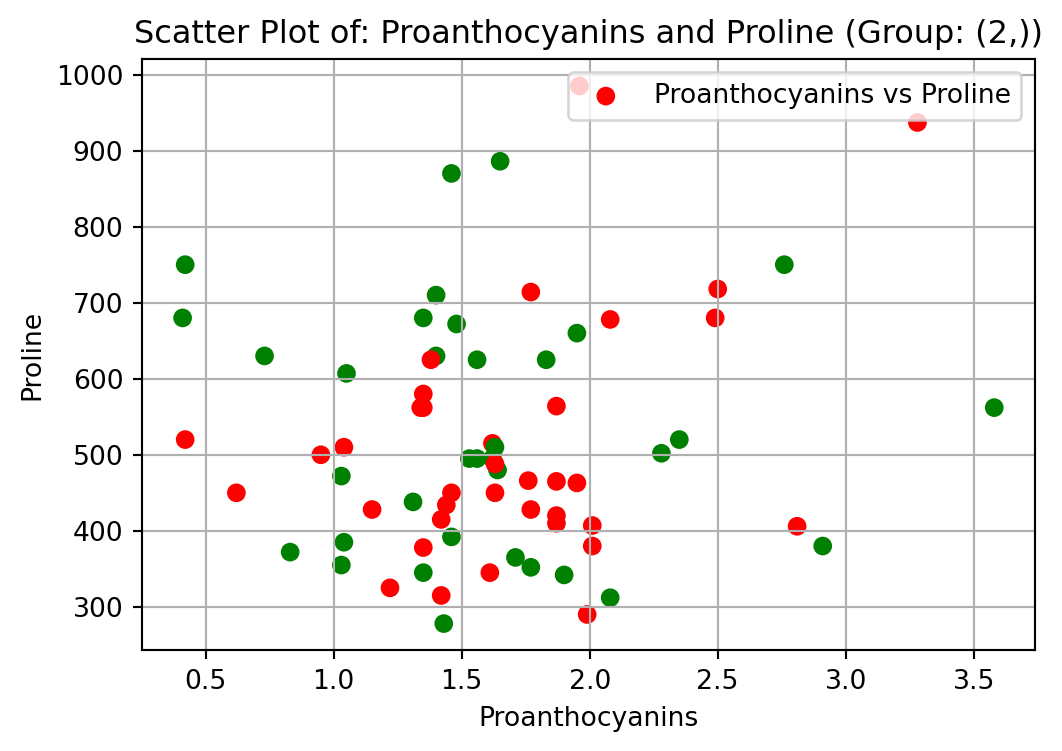 Scatter Plot of: Proanthocyanins and Proline (Group: (2,))
Proanthocyanins vs Proline
Proline
1000
900
800
700
600
500
400
300
0.5 1.0 1.5 2.0 2.5 3.0 3.5
Proanthocyanins